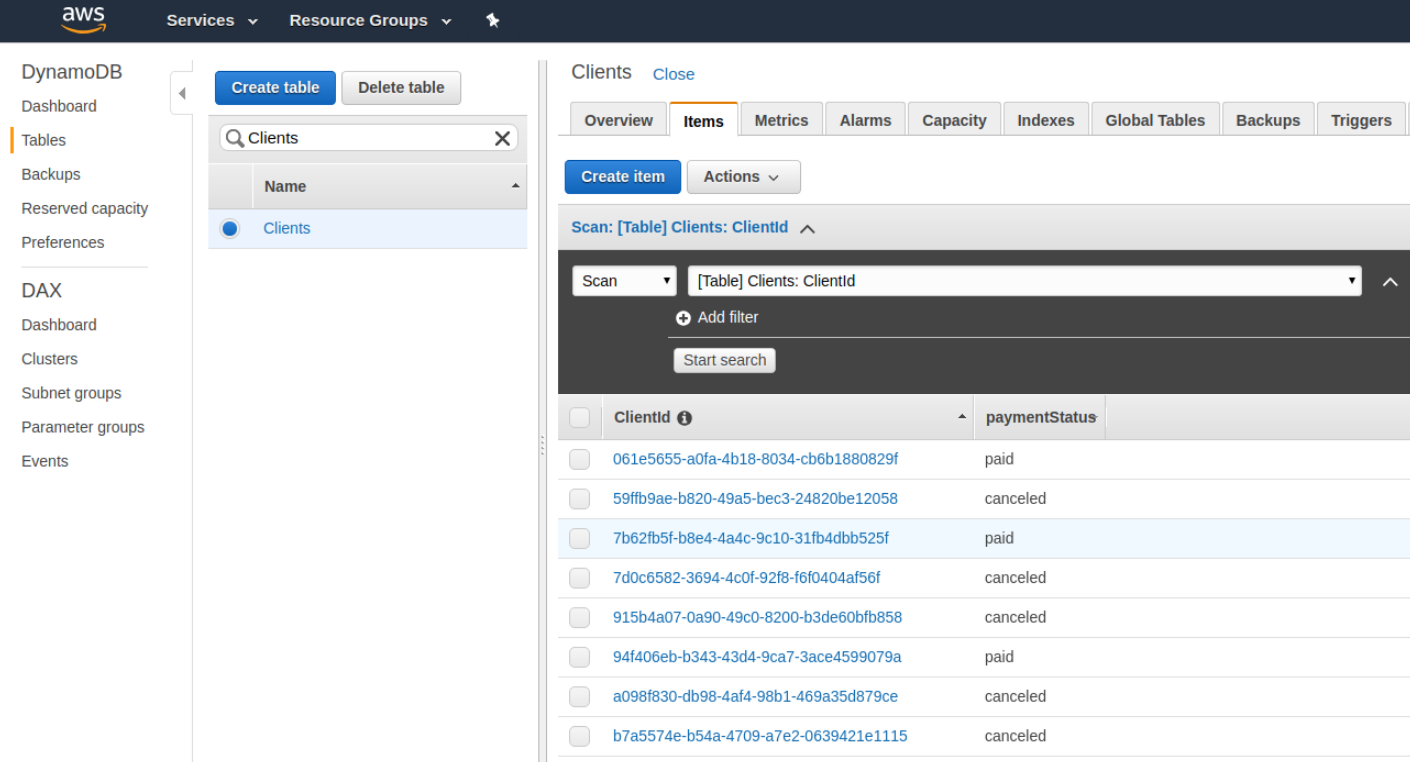 aws Services Resource Groups
DynamoDB
Dashboard
Tables
Backups
Reserved capacity
Preferences
DAX
Dashboard
Clusters
Subnet groups
Parameter groups
Events
Create table Delete table
Clients
Name
Clients
Clients Close
Overview Items Metrics Alarms Capacity Indexes Global Tables Backups Triggers
Create item Actions
Scan: [Table] Clients: ClientId
Scan [Table] Clients: ClientId
Add filter
Start search
ClientId paymentStatus
061e5655-a0fa-4b18-8034-cb6b1880829f paid
59ffb9ae-b820-49a5-bec3-24820be12058 canceled
7b62fb5f-b8e4-4a4c-9c10-31fb4dbb525f paid
7d0c6582-3694-4c0f-92f8-f6f0404af56f canceled
915b4a07-0a90-49c0-8200-b3de60bfb858 canceled
94f406eb-b343-43d4-9ca7-3ace4599079a paid
a098f830-db98-4af4-98b1-469a35d879ce canceled
b7a5574e-b54a-4709-a7e2-0639421e1115 canceled